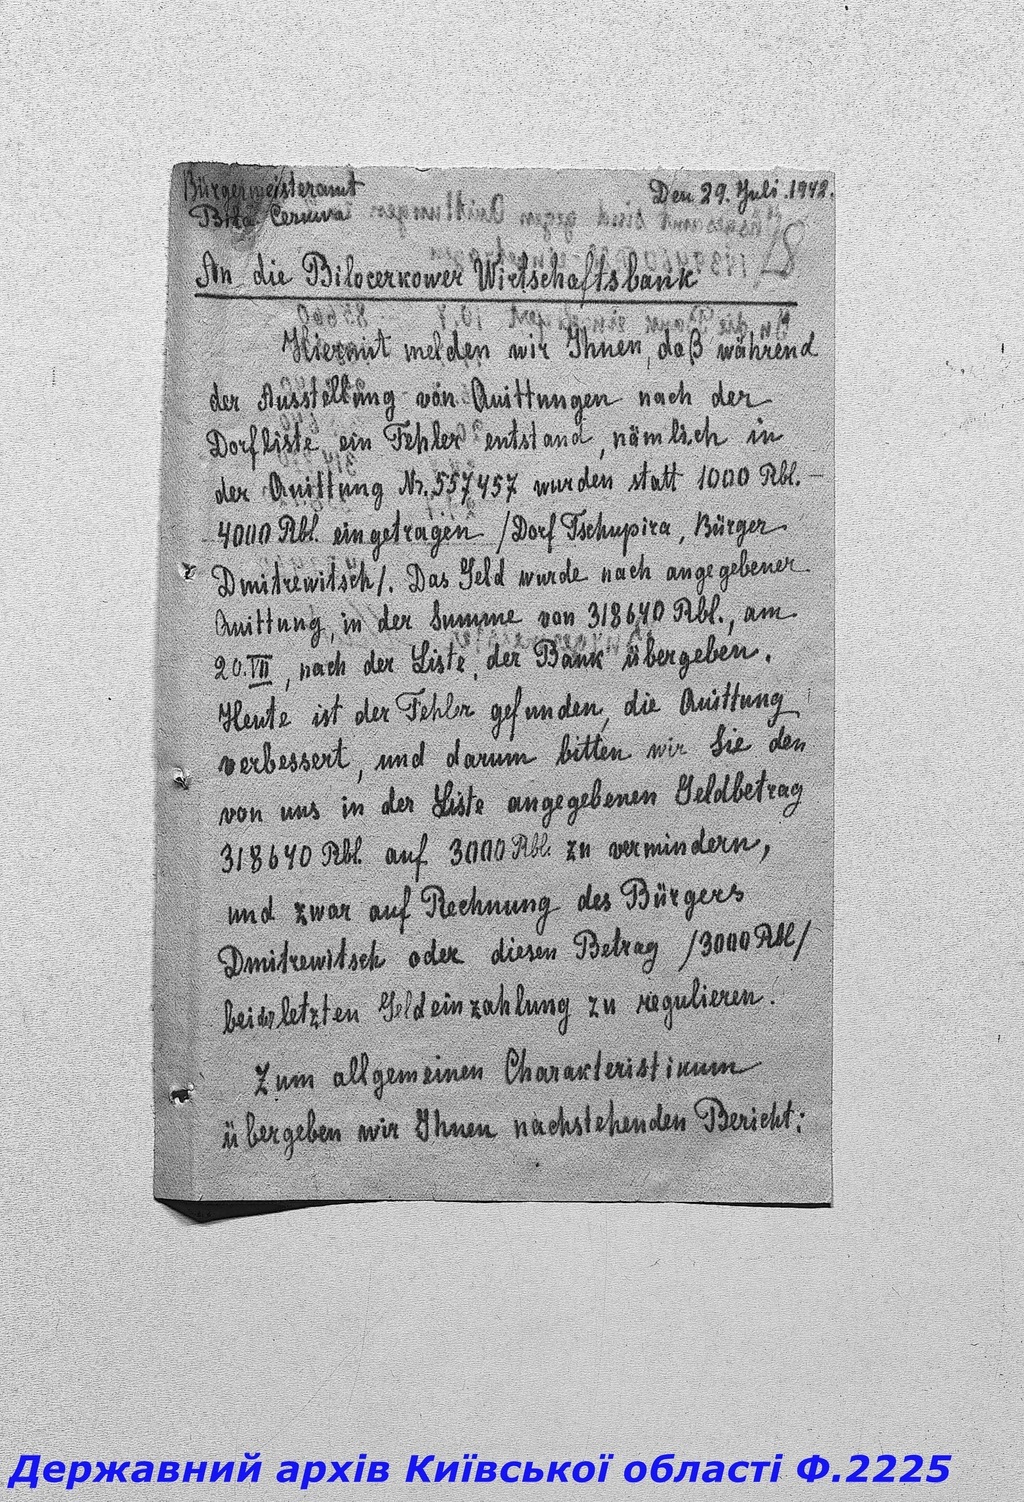 Bürgermeisteramt
Bila Cerkwa
Den 29. Juli 1942.
An die Bilocerkower Wirtschaftsbank
Hiermit melden wir Ihnen, daß während
der Ausstellung von Quittungen nach der
Dorfliste ein Fehler entstand, nämlich in
der Quittung Nr. 557457 wurden statt 1000 Rbl. –
4000 Rbl. eingetragen /Dorf Tschupira, Bürger
Dmitrewitsch/. Das Geld wurde nach angegebener
Quittung, in der Summe von 318640 Rbl., am
20.VII, nach der Liste, der Bank übergeben.
Heute ist der Fehler gefunden, die Quittung
verbessert, und darum bitten wir Sie den
von uns in der Liste angegebenen Geldbetrag
318640 Rbl. auf 3000 Rbl. zu vermindern,
und zwar auf Rechnung des Bürgers
Dmitrewitsch oder diesen Betrag /3000 Rbl/
bei der letzten Geldeinzahlung zu regulieren.
Zum allgemeinen Charakteristikum
übergeben wir Ihnen nachstehenden Bericht:
Державний архів Київської області Ф.2225